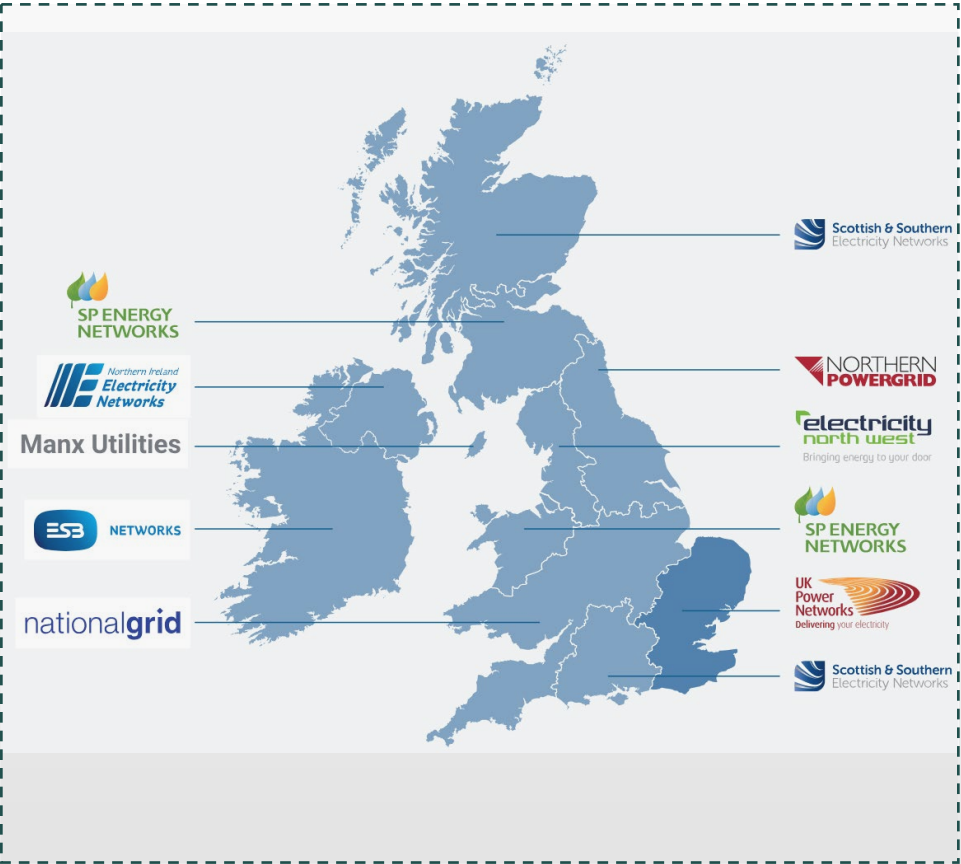 Scottish & Southern
Electricity Networks
SP ENERGY
NETWORKS
Northern Ireland
Electricity
Networks
NORTHERN
POWERGRID
electricity
north west
Bringing energy to your door
Manx Utilities
ESB NETWORKS
SP ENERGY
NETWORKS
UK
Power
Networks
Delivering your electricity
nationalgrid
Scottish & Southern
Electricity Networks